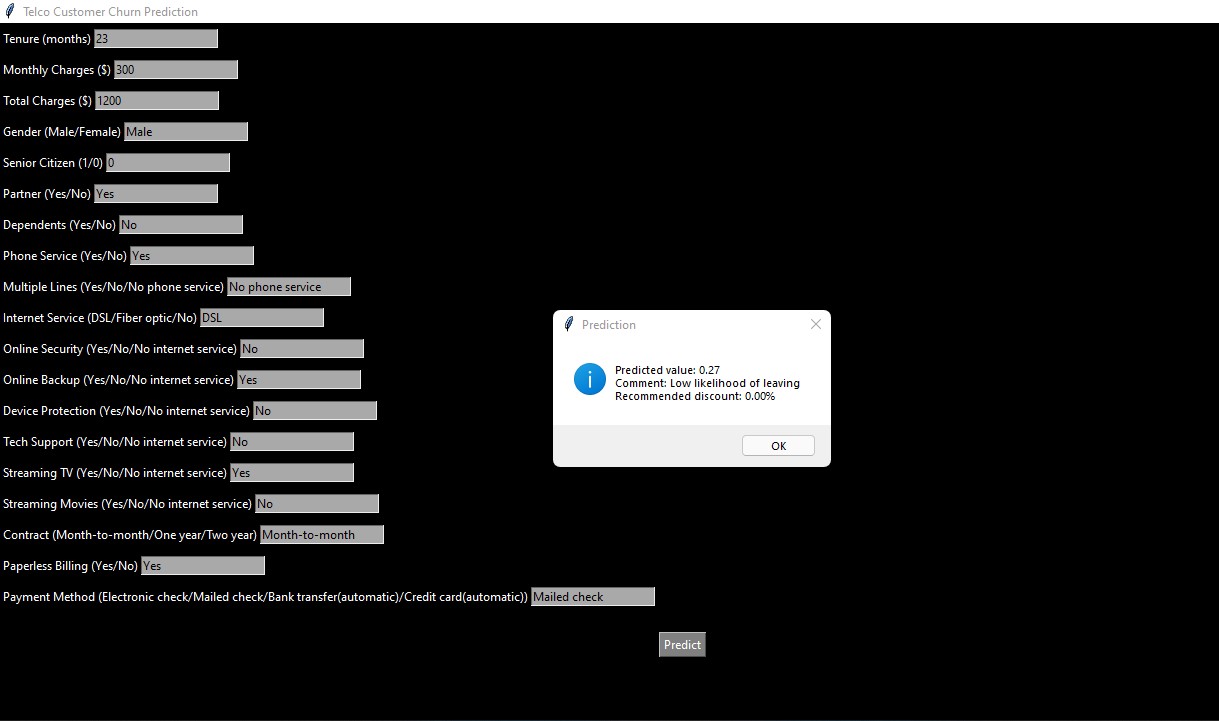 Telco Customer Churn Prediction
Tenure (months) 23
Monthly Charges ($) 300
Total Charges ($) 1200
Gender (Male/Female) Male
Senior Citizen (1/0) 0
Partner (Yes/No) Yes
Dependents (Yes/No) No
Phone Service (Yes/No) Yes
Multiple Lines (Yes/No/No phone service) No phone service
Internet Service (DSL/Fiber optic/No) DSL
Online Security (Yes/No/No internet service) No
Online Backup (Yes/No/No internet service) Yes
Device Protection (Yes/No/No internet service) No
Tech Support (Yes/No/No internet service) No
Streaming TV (Yes/No/No internet service) Yes
Streaming Movies (Yes/No/No internet service) No
Contract (Month-to-month/One year/Two year) Month-to-month
Paperless Billing (Yes/No) Yes
Payment Method (Electronic check/Mailed check/Bank transfer(automatic)/Credit card(automatic)) Mailed check
Predict
Prediction
Predicted value: 0.27
Comment: Low likelihood of leaving
Recommended discount: 0.00%
OK